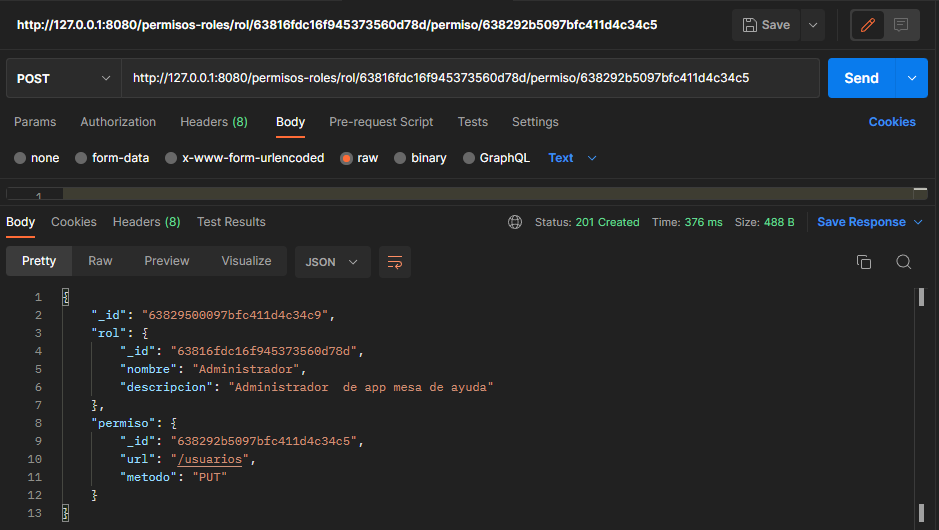 http://127.0.0.1:8080/permisos-roles/rol/63816fdc16f945373560d78d/permiso/638292b5097bfc411d4c34c5 Save
POST http://127.0.0.1:8080/permisos-roles/rol/63816fdc16f945373560d78d/permiso/638292b5097bfc411d4c34c5 Send
Params Authorization Headers (8) Body Pre-request Script Tests Settings Cookies
none form-data x-www-form-urlencoded raw binary GraphQL Text
1
Body Cookies Headers (8) Test Results Status: 201 Created Time: 376 ms Size: 488 B Save Response
Pretty Raw Preview Visualize JSON
1 {
2 "_id": "63829500097bfc411d4c34c9",
3 "rol": {
4 "_id": "63816fdc16f945373560d78d",
5 "nombre": "Administrador",
6 "descripcion": "Administrador  de app mesa de ayuda"
7 },
8 "permiso": {
9 "_id": "638292b5097bfc411d4c34c5",
10 "url": "/usuarios",
11 "metodo": "PUT"
12 }
13 }